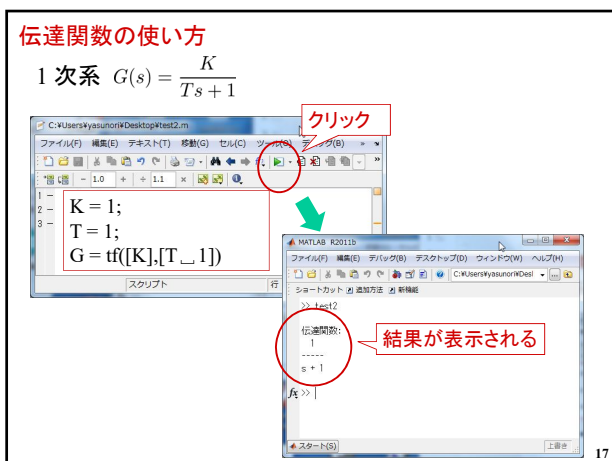 伝達関数の使い方
1 次系 G(s) = K / (Ts + 1)
クリック
C:¥Users¥yasunori¥Desktop¥test2.m
ファイル(F) 編集(E) テキスト(T) 移動(G) セル(C) ツール(O) デバッグ(B) »
- 1.0 + ÷ 1.1 ×
1 -
2 -
3 -
K = 1;
T = 1;
G = tf([K],[T␣1])
スクリプト 行
MATLAB R2011b
ファイル(F) 編集(E) デバッグ(B) デスクトップ(D) ウィンドウ(W) ヘルプ(H)
C:¥Users¥yasunori¥Desl
ショートカット 追加方法 新機能
>> test2
伝達関数:
1
-----
s + 1
結果が表示される
fx >>
スタート(S) 上書き
17